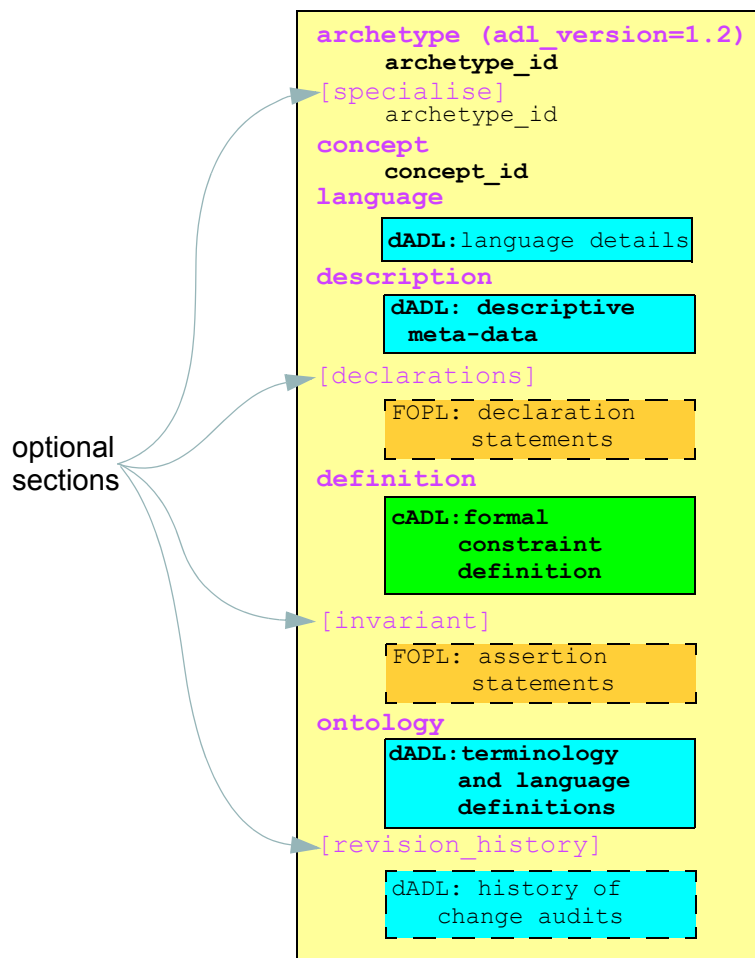 archetype (adl_version=1.2)
archetype_id
[specialise]
archetype_id
concept
concept_id
language
dADL:language details
description
dADL: descriptive
meta-data
[declarations]
FOPL: declaration
statements
optional
sections
definition
cADL:formal
constraint
definition
[invariant]
FOPL: assertion
statements
ontology
dADL:terminology
and language
definitions
[revision_history]
dADL: history of
change audits